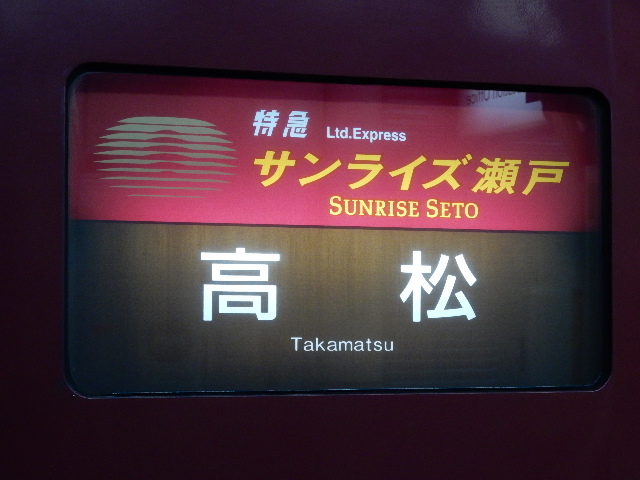 特急 Ltd.Express
サンライズ瀬戸
SUNRISE SETO
高松
Takamatsu